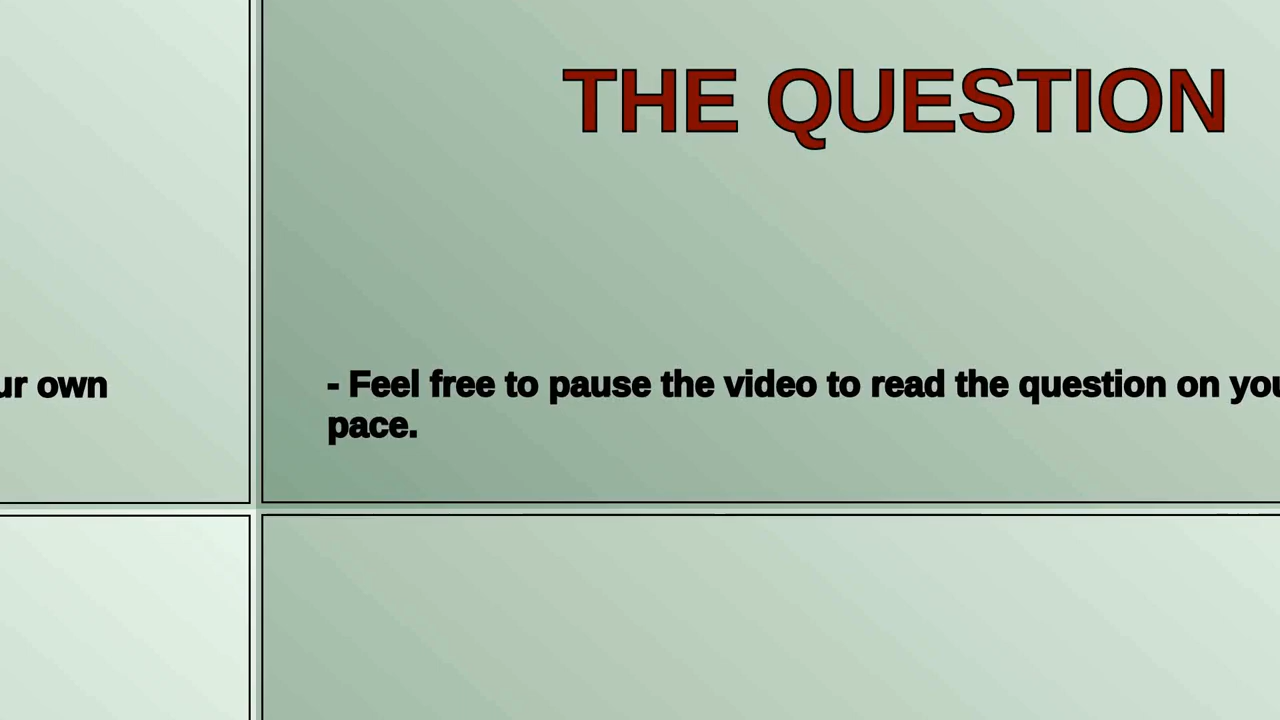 THE QUESTION
ur own
- Feel free to pause the video to read the question on you
pace.